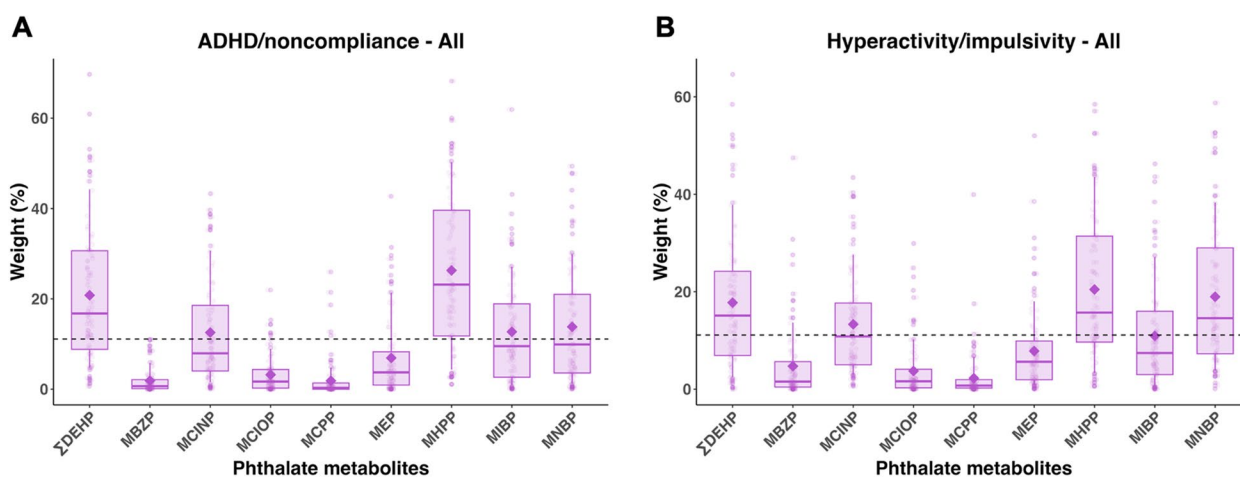 A
ADHD/noncompliance - All
Weight (%)
60
40
20
0
ΣDEHP
MBZP
MCINP
MCIOP
MCPP
MEP
MHPP
MIBP
MNBP
Phthalate metabolites
B
Hyperactivity/impulsivity - All
Weight (%)
60
40
20
0
ΣDEHP
MBZP
MCINP
MCIOP
MCPP
MEP
MHPP
MIBP
MNBP
Phthalate metabolites